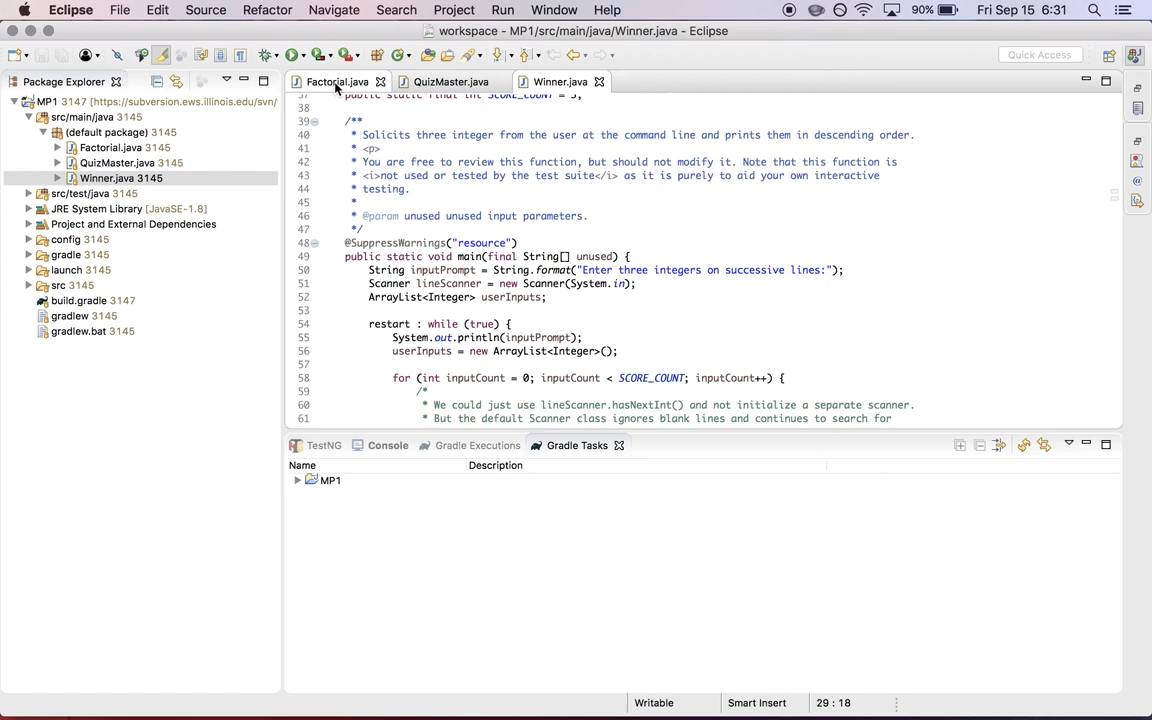 Eclipse File Edit Source Refactor Navigate Search Project Run Window Help 90% Fri Sep 15 6:31
workspace - MP1/src/main/java/Winner.java - Eclipse
Quick Access
Package Explorer
Factorial.java QuizMaster.java Winner.java
MP1 3147 [https://subversion.ews.illinois.edu/svn/
src/main/java 3145
(default package) 3145
Factorial.java 3145
QuizMaster.java 3145
Winner.java 3145
src/test/java 3145
JRE System Library [JavaSE-1.8]
Project and External Dependencies
config 3145
gradle 3145
launch 3145
src 3145
build.gradle 3147
gradlew 3145
gradlew.bat 3145
37 public static final int SCORE_COUNT = 3;
38
39 /**
40 * Solicits three integer from the user at the command line and prints them in descending order.
41 * <p>
42 * You are free to review this function, but should not modify it. Note that this function is
43 * <i>not used or tested by the test suite</i> as it is purely to aid your own interactive
44 * testing.
45 *
46 * @param unused unused input parameters.
47 */
48 @SuppressWarnings("resource")
49 public static void main(final String[] unused) {
50 String inputPrompt = String.format("Enter three integers on successive lines:");
51 Scanner lineScanner = new Scanner(System.in);
52 ArrayList<Integer> userInputs;
53
54 restart : while (true) {
55 System.out.println(inputPrompt);
56 userInputs = new ArrayList<Integer>();
57
58 for (int inputCount = 0; inputCount < SCORE_COUNT; inputCount++) {
59 /*
60 * We could just use lineScanner.hasNextInt() and not initialize a separate scanner.
61 * But the default Scanner class ignores blank lines and continues to search for
TestNG Console Gradle Executions Gradle Tasks
Name Description
MP1
Writable Smart Insert 29 : 18